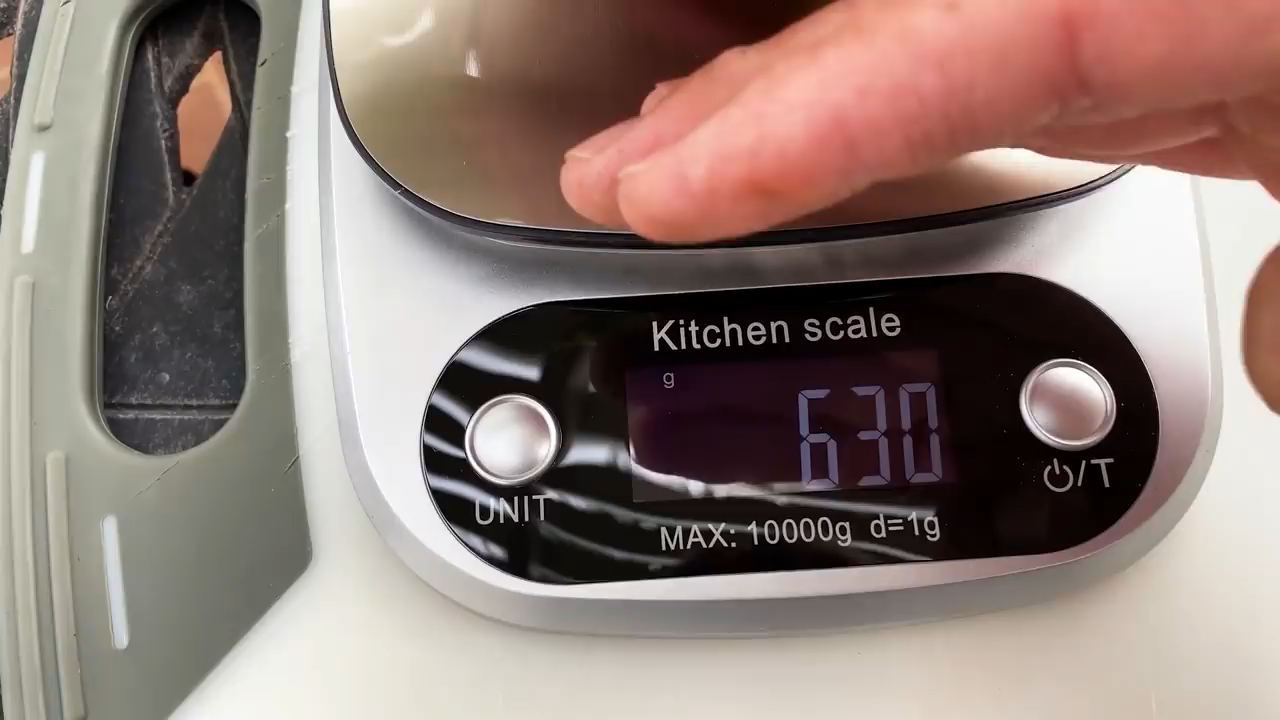 Kitchen scale
g
630
UNIT
⏻/T
MAX: 10000g d=1g